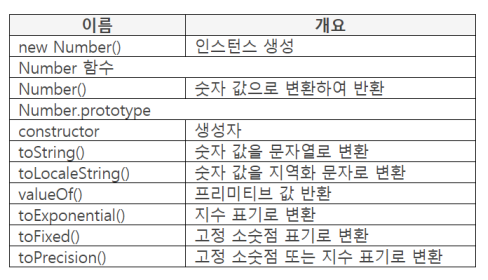 이름 개요
new Number() 인스턴스 생성
Number 함수
Number() 숫자 값으로 변환하여 반환
Number.prototype
constructor 생성자
toString() 숫자 값을 문자열로 변환
toLocaleString() 숫자 값을 지역화 문자로 변환
valueOf() 프리미티브 값 반환
toExponential() 지수 표기로 변환
toFixed() 고정 소숫점 표기로 변환
toPrecision() 고정 소숫점 또는 지수 표기로 변환